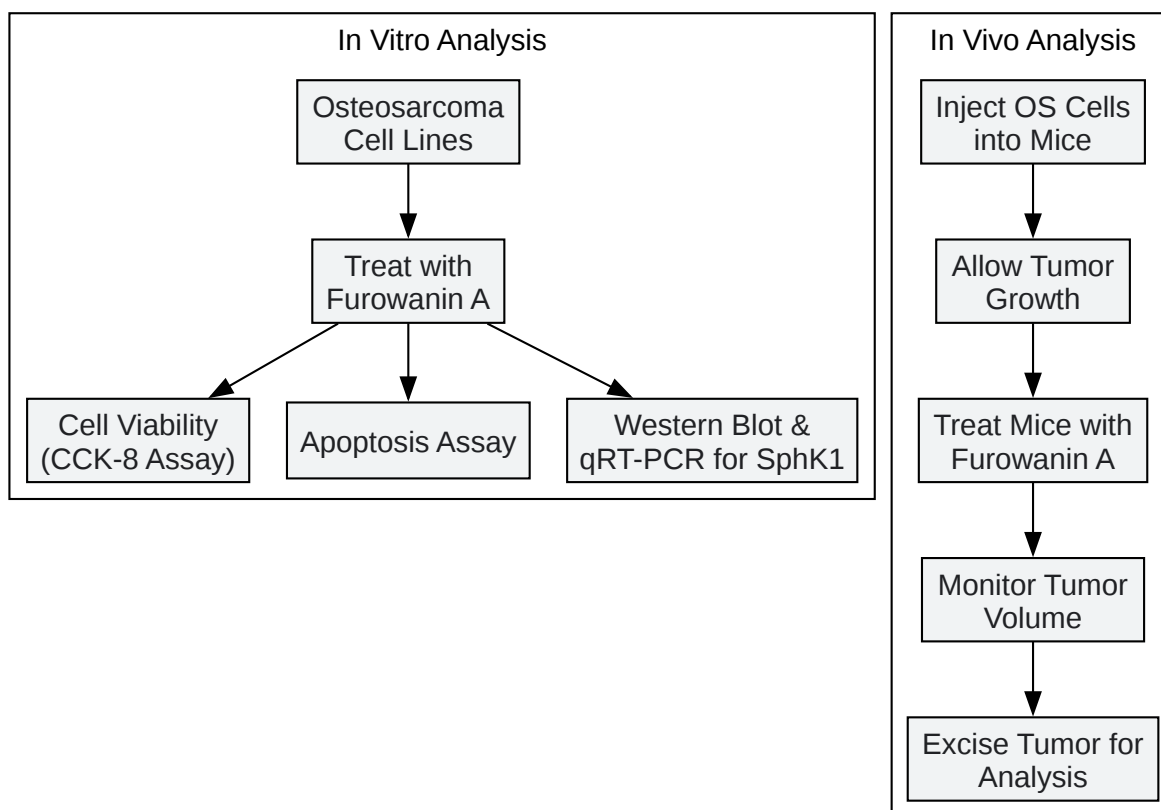 In Vitro Analysis
Osteosarcoma
Cell Lines
Treat with
Furowanin A
Cell Viability
(CCK-8 Assay)
Apoptosis Assay
Western Blot &
qRT-PCR for SphK1
In Vivo Analysis
Inject OS Cells
into Mice
Allow Tumor
Growth
Treat Mice with
Furowanin A
Monitor Tumor
Volume
Excise Tumor for
Analysis